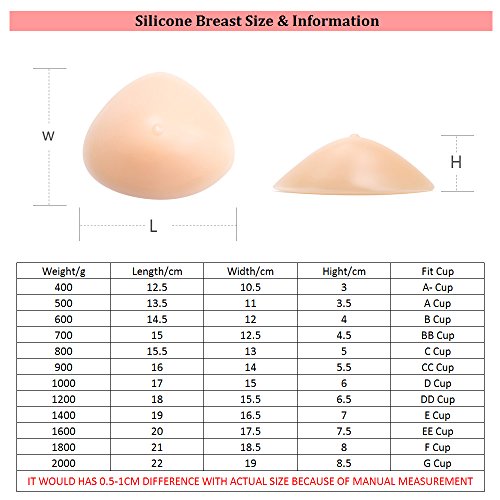 Silicone Breast Size & Information
W
L
H
Weight/g Length/cm Width/cm Hight/cm Fit Cup
400 12.5 10.5 3 A- Cup
500 13.5 11 3.5 A Cup
600 14.5 12 4 B Cup
700 15 12.5 4.5 BB Cup
800 15.5 13 5 C Cup
900 16 14 5.5 CC Cup
1000 17 15 6 D Cup
1200 18 15.5 6.5 DD Cup
1400 19 16.5 7 E Cup
1600 20 17.5 7.5 EE Cup
1800 21 18.5 8 F Cup
2000 22 19 8.5 G Cup
IT WOULD HAS 0.5-1CM DIFFERENCE WITH ACTUAL SIZE BECAUSE OF MANUAL MEASUREMENT